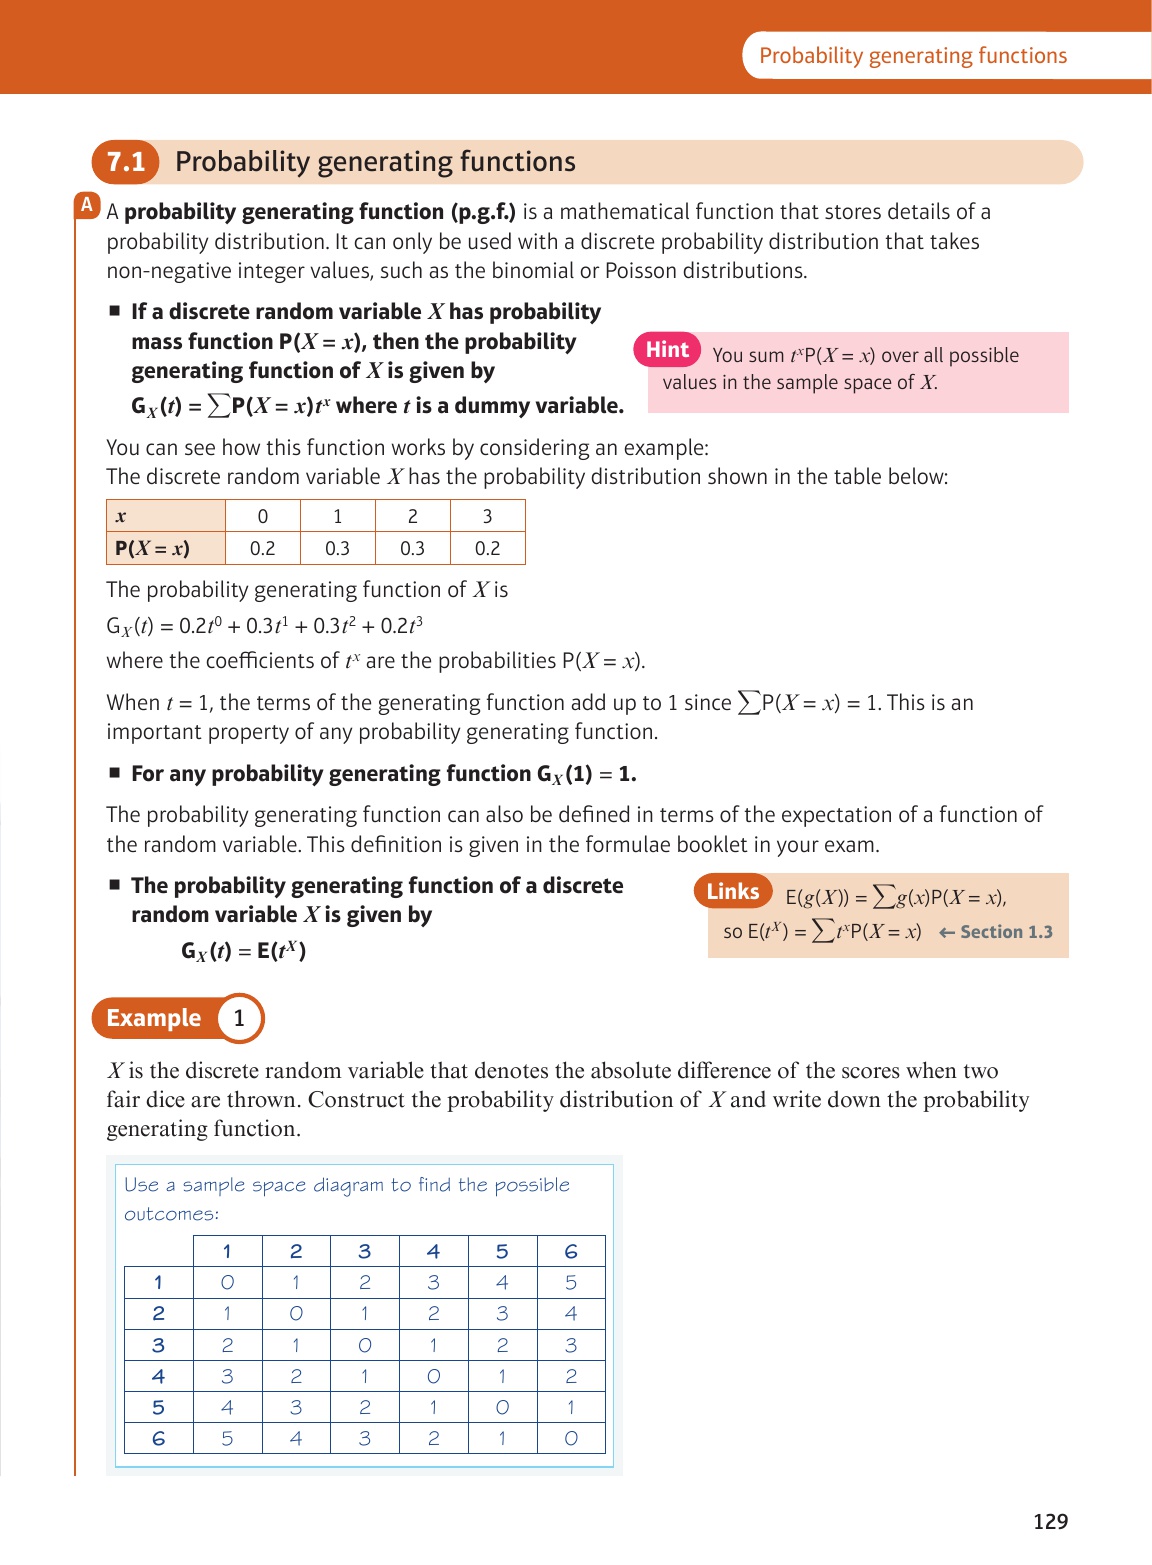 Probability generating functions
7.1 Probability generating functions
A
A probability generating function (p.g.f.) is a mathematical function that stores details of a
probability distribution. It can only be used with a discrete probability distribution that takes
non-negative integer values, such as the binomial or Poisson distributions.
■ If a discrete random variable X has probability
mass function P(X = x), then the probability
generating function of X is given by
G_X(t) = ∑P(X = x)tˣ where t is a dummy variable.
Hint You sum tˣP(X = x) over all possible
values in the sample space of X.
You can see how this function works by considering an example:
The discrete random variable X has the probability distribution shown in the table below:
x 0 1 2 3
P(X = x) 0.2 0.3 0.3 0.2
The probability generating function of X is
G_X(t) = 0.2t⁰ + 0.3t¹ + 0.3t² + 0.2t³
where the coefficients of tˣ are the probabilities P(X = x).
When t = 1, the terms of the generating function add up to 1 since ∑P(X = x) = 1. This is an
important property of any probability generating function.
■ For any probability generating function G_X(1) = 1.
The probability generating function can also be defined in terms of the expectation of a function of
the random variable. This definition is given in the formulae booklet in your exam.
■ The probability generating function of a discrete
random variable X is given by
G_X(t) = E(t^X)
Links E(g(X)) = ∑g(x)P(X = x),
so E(t^X) = ∑tˣP(X = x) ← Section 1.3
Example 1
X is the discrete random variable that denotes the absolute difference of the scores when two
fair dice are thrown. Construct the probability distribution of X and write down the probability
generating function.
Use a sample space diagram to find the possible
outcomes:
1 2 3 4 5 6
1 0 1 2 3 4 5
2 1 0 1 2 3 4
3 2 1 0 1 2 3
4 3 2 1 0 1 2
5 4 3 2 1 0 1
6 5 4 3 2 1 0
129